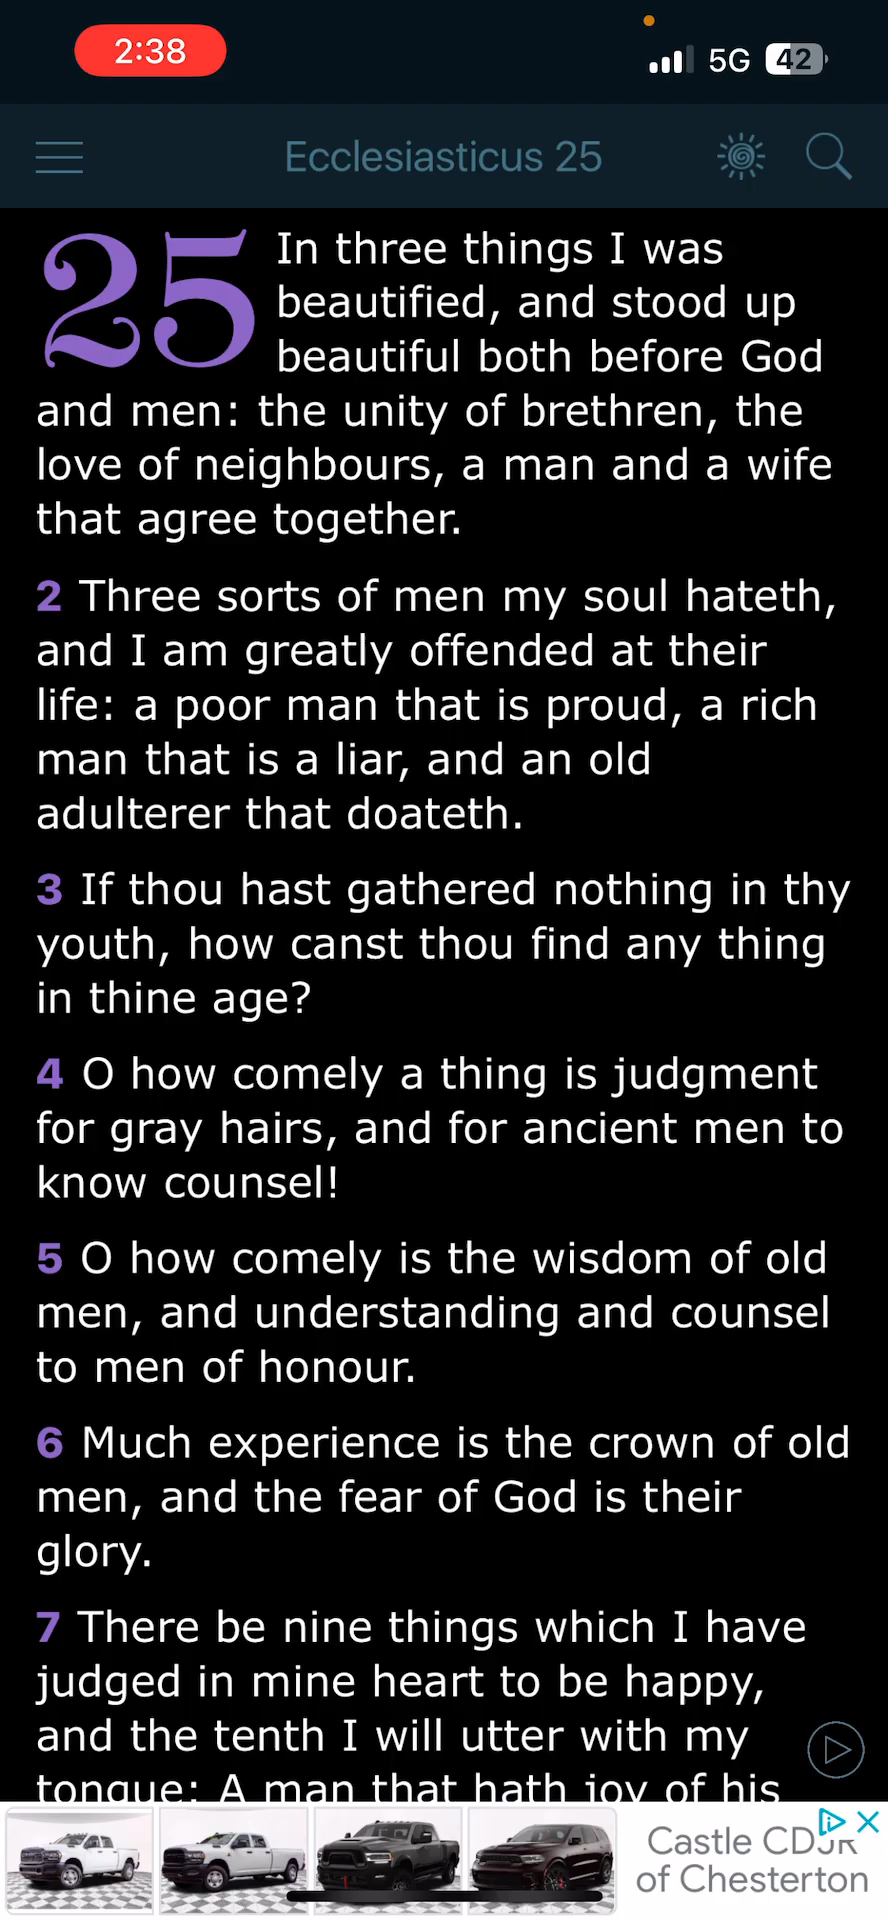 2:38
5G 42
Ecclesiasticus 25
25 In three things I was
beautified, and stood up
beautiful both before God
and men: the unity of brethren, the
love of neighbours, a man and a wife
that agree together.
2 Three sorts of men my soul hateth,
and I am greatly offended at their
life: a poor man that is proud, a rich
man that is a liar, and an old
adulterer that doateth.
3 If thou hast gathered nothing in thy
youth, how canst thou find any thing
in thine age?
4 O how comely a thing is judgment
for gray hairs, and for ancient men to
know counsel!
5 O how comely is the wisdom of old
men, and understanding and counsel
to men of honour.
6 Much experience is the crown of old
men, and the fear of God is their
glory.
7 There be nine things which I have
judged in mine heart to be happy,
and the tenth I will utter with my
tongue: A man that hath joy of his
Castle CDJR
of Chesterton